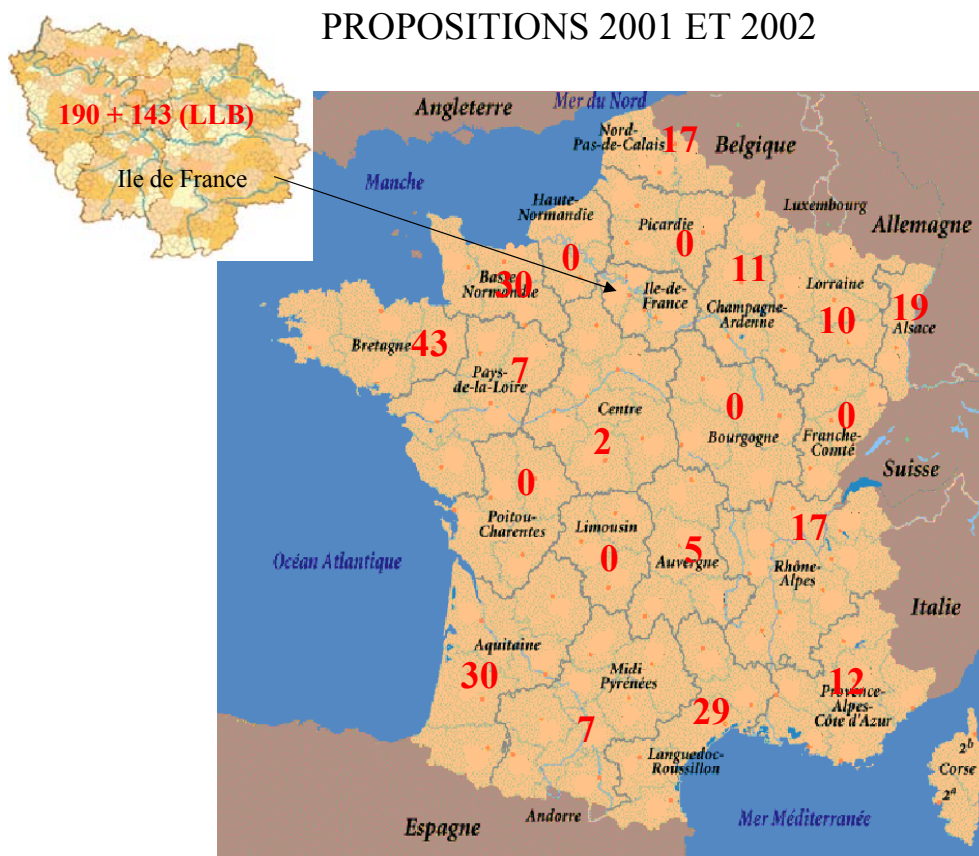 PROPOSITIONS 2001 ET 2002
190 + 143 (LLB)
Ile de France
Angleterre
Mer du Nord
Nord-
Pas-de-Calais
17
Belgique
Manche
Luxembourg
Allemagne
Haute-
Normandie
0
Picardie
0
11
Champagne-
Ardenne
Lorraine
10
19
Alsace
Basse
Normandie
30
Ile-de-
France
Bretagne
43
Pays-
de-la-Loire
7
Centre
2
0
Bourgogne
0
Franche-
Comté
Suisse
0
Poitou-
Charentes
Limousin
0
5
Auvergne
17
Rhône-
Alpes
Océan Atlantique
Italie
Aquitaine
30
Midi
Pyrénées
7
29
Languedoc-
Roussillon
12
Provence-
Alpes-
Côte d'Azur
2b
Corse
2a
Andorre
Espagne
Mer Méditerranée